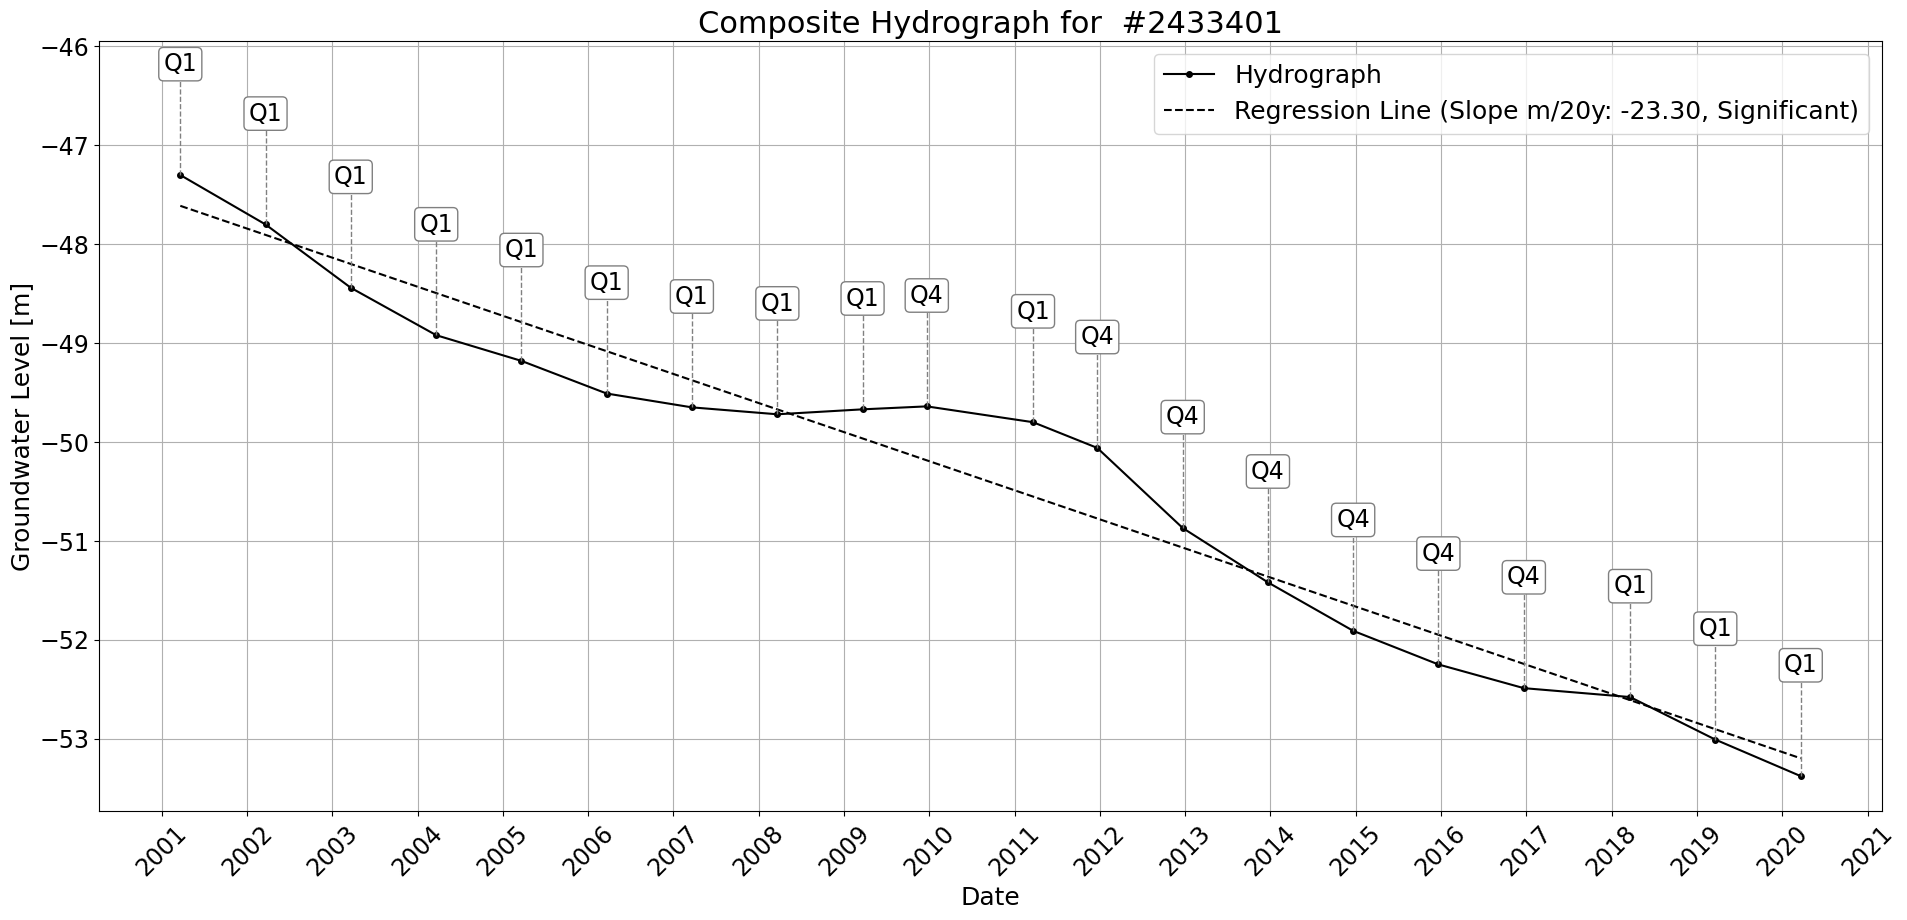 Composite Hydrograph for  #2433401
Hydrograph
Regression Line (Slope m/20y: -23.30, Significant)
Q1
Q1
Q1
Q1
Q1
Q1
Q1
Q1
Q1
Q4
Q1
Q4
Q4
Q4
Q4
Q4
Q4
Q1
Q1
Q1
Groundwater Level [m]
−46
−47
−48
−49
−50
−51
−52
−53
2001
2002
2003
2004
2005
2006
2007
2008
2009
2010
2011
2012
2013
2014
2015
2016
2017
2018
2019
2020
2021
Date